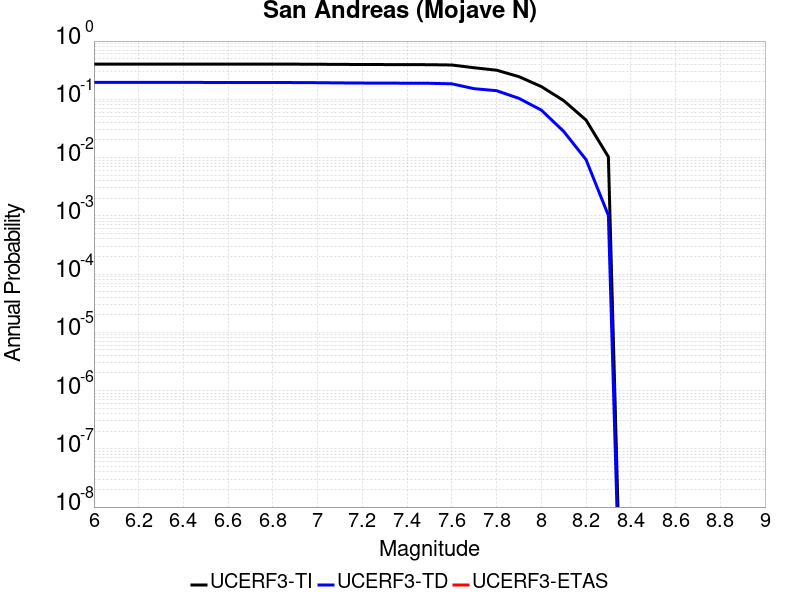 San Andreas (Mojave N)
10^0
10^-1
10^-2
10^-3
10^-4
10^-5
10^-6
10^-7
10^-8
Annual Probability
6 6.2 6.4 6.6 6.8 7 7.2 7.4 7.6 7.8 8 8.2 8.4 8.6 8.8 9
Magnitude
UCERF3-TI UCERF3-TD UCERF3-ETAS